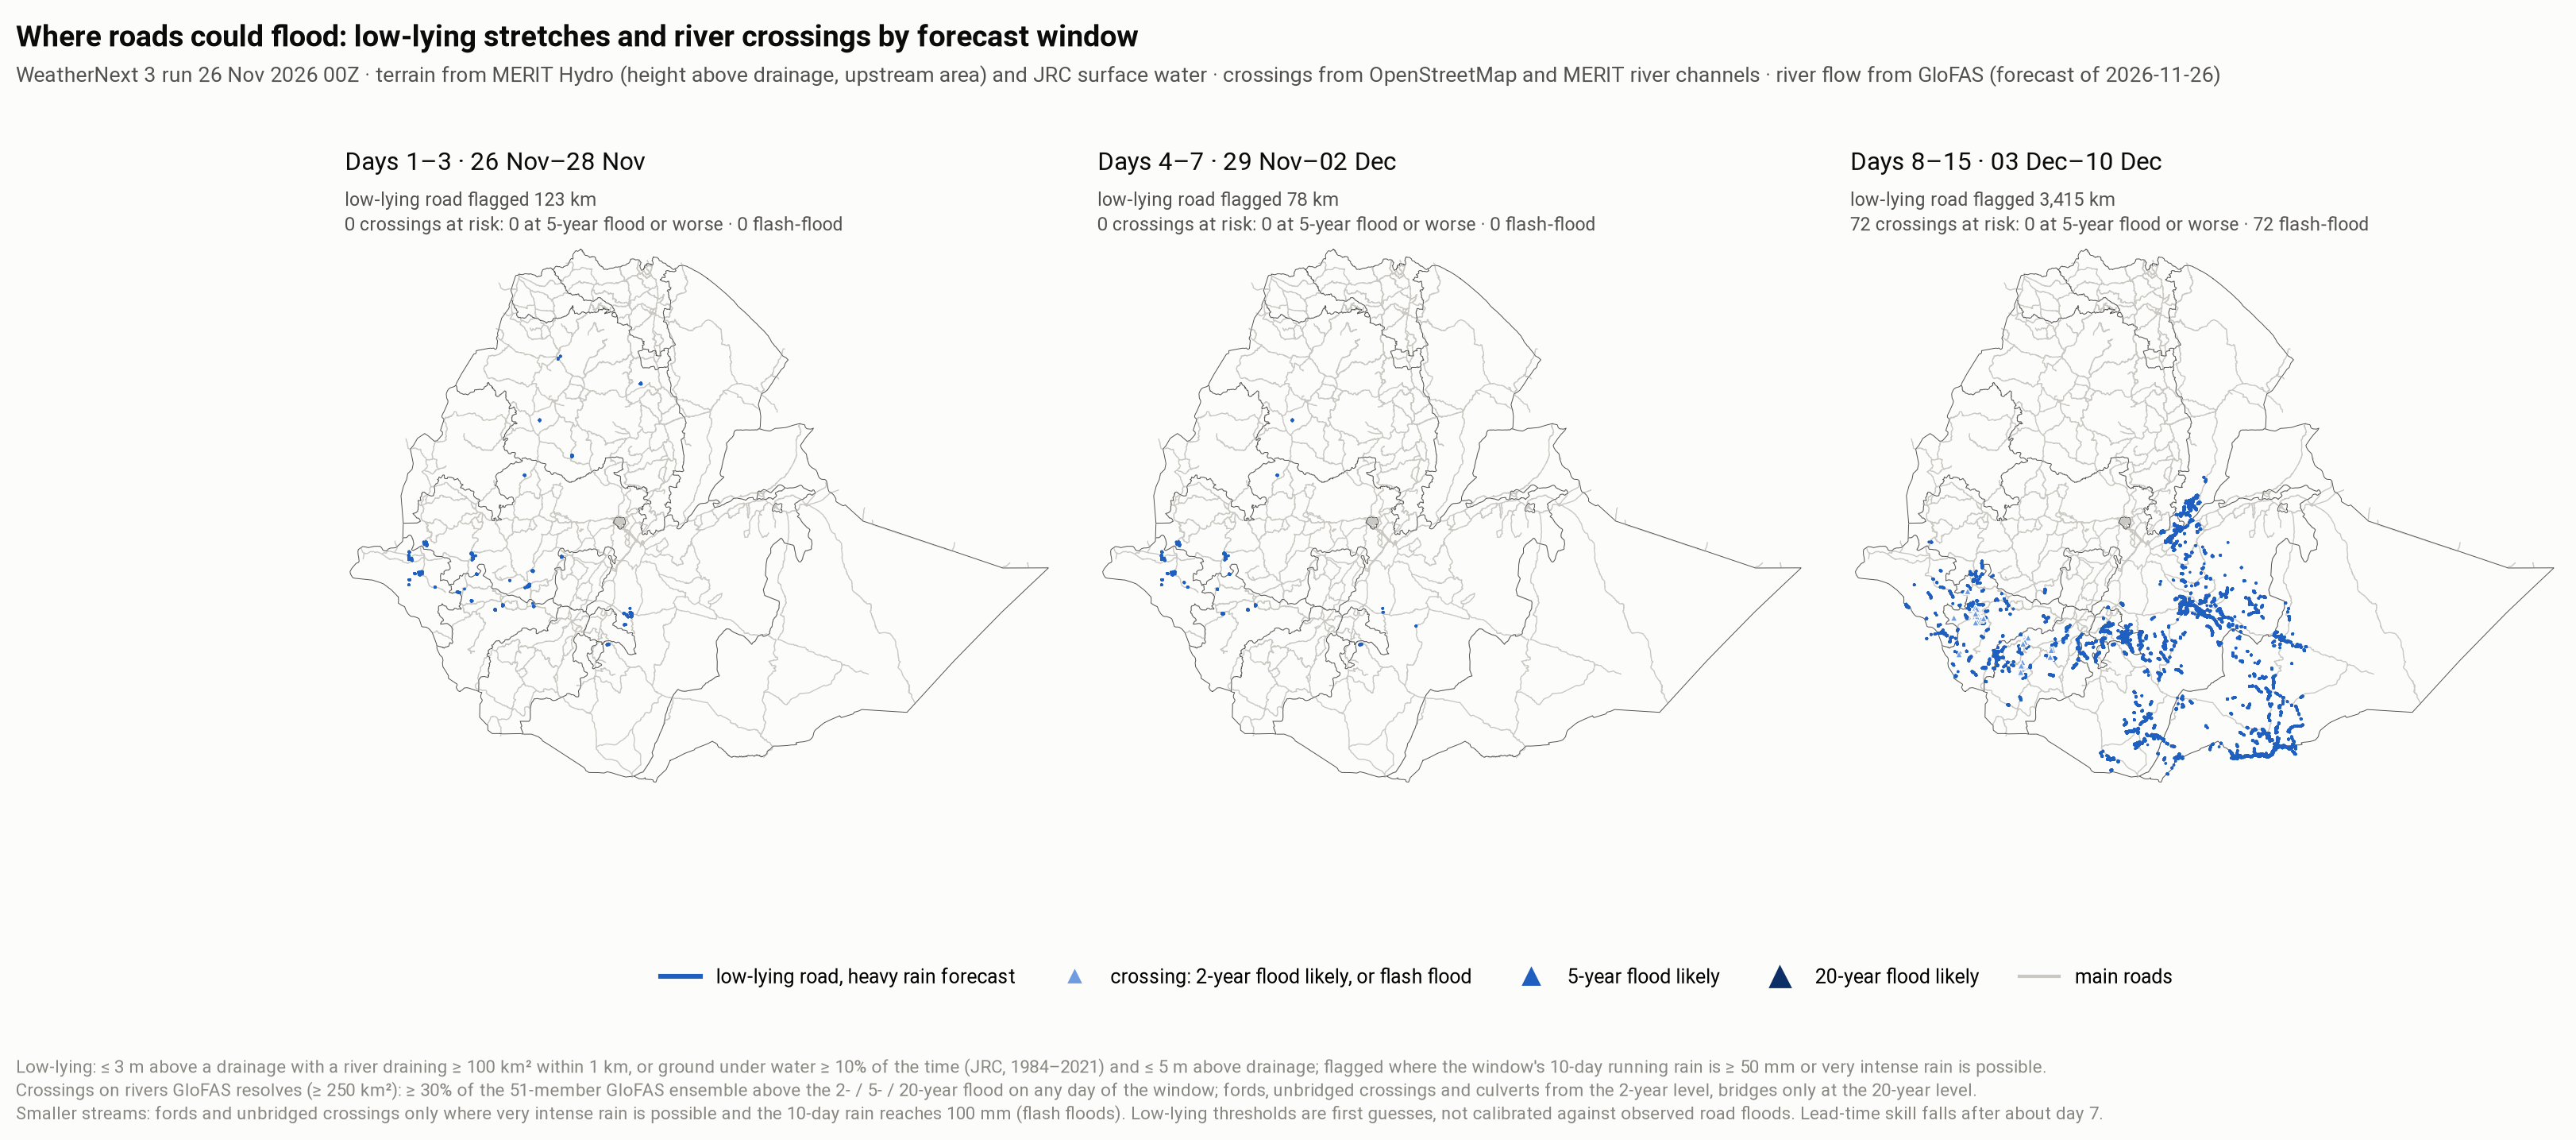 Where roads could flood: low-lying stretches and river crossings by forecast window
WeatherNext 3 run 26 Nov 2026 00Z · terrain from MERIT Hydro (height above drainage, upstream area) and JRC surface water · crossings from OpenStreetMap and MERIT river channels · river flow from GloFAS (forecast of 2026-11-26)
Days 1–3 · 26 Nov–28 Nov
low-lying road flagged 123 km
0 crossings at risk: 0 at 5-year flood or worse · 0 flash-flood
Days 4–7 · 29 Nov–02 Dec
low-lying road flagged 78 km
0 crossings at risk: 0 at 5-year flood or worse · 0 flash-flood
Days 8–15 · 03 Dec–10 Dec
low-lying road flagged 3,415 km
72 crossings at risk: 0 at 5-year flood or worse · 72 flash-flood
low-lying road, heavy rain forecast
crossing: 2-year flood likely, or flash flood
5-year flood likely
20-year flood likely
main roads
Low-lying: ≤ 3 m above a drainage with a river draining ≥ 100 km² within 1 km, or ground under water ≥ 10% of the time (JRC, 1984–2021) and ≤ 5 m above drainage; flagged where the window's 10-day running rain is ≥ 50 mm or very intense rain is possible.
Crossings on rivers GloFAS resolves (≥ 250 km²): ≥ 30% of the 51-member GloFAS ensemble above the 2- / 5- / 20-year flood on any day of the window; fords, unbridged crossings and culverts from the 2-year level, bridges only at the 20-year level.
Smaller streams: fords and unbridged crossings only where very intense rain is possible and the 10-day rain reaches 100 mm (flash floods). Low-lying thresholds are first guesses, not calibrated against observed road floods. Lead-time skill falls after about day 7.